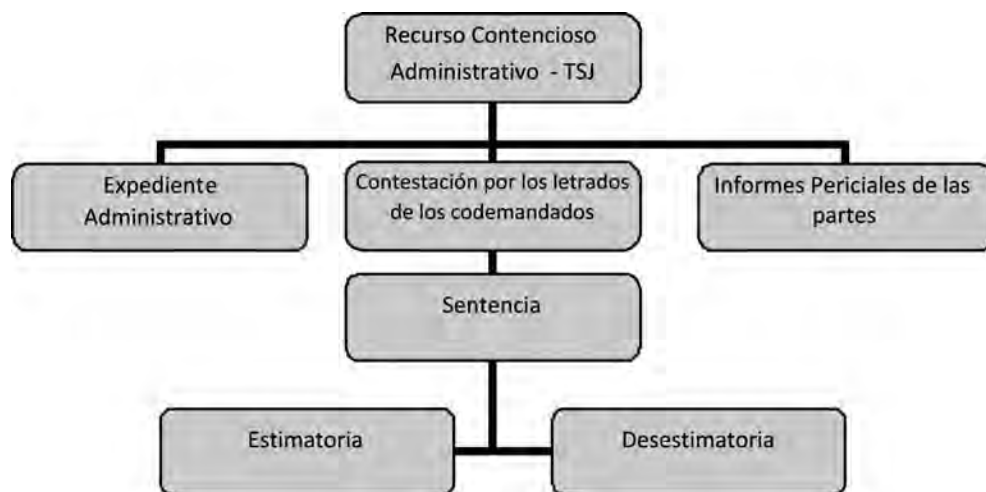 Recurso Contencioso
Administrativo - TSJ
Expediente
Administrativo
Contestación por los letrados
de los codemandados
Informes Periciales de las
partes
Sentencia
Estimatoria
Desestimatoria